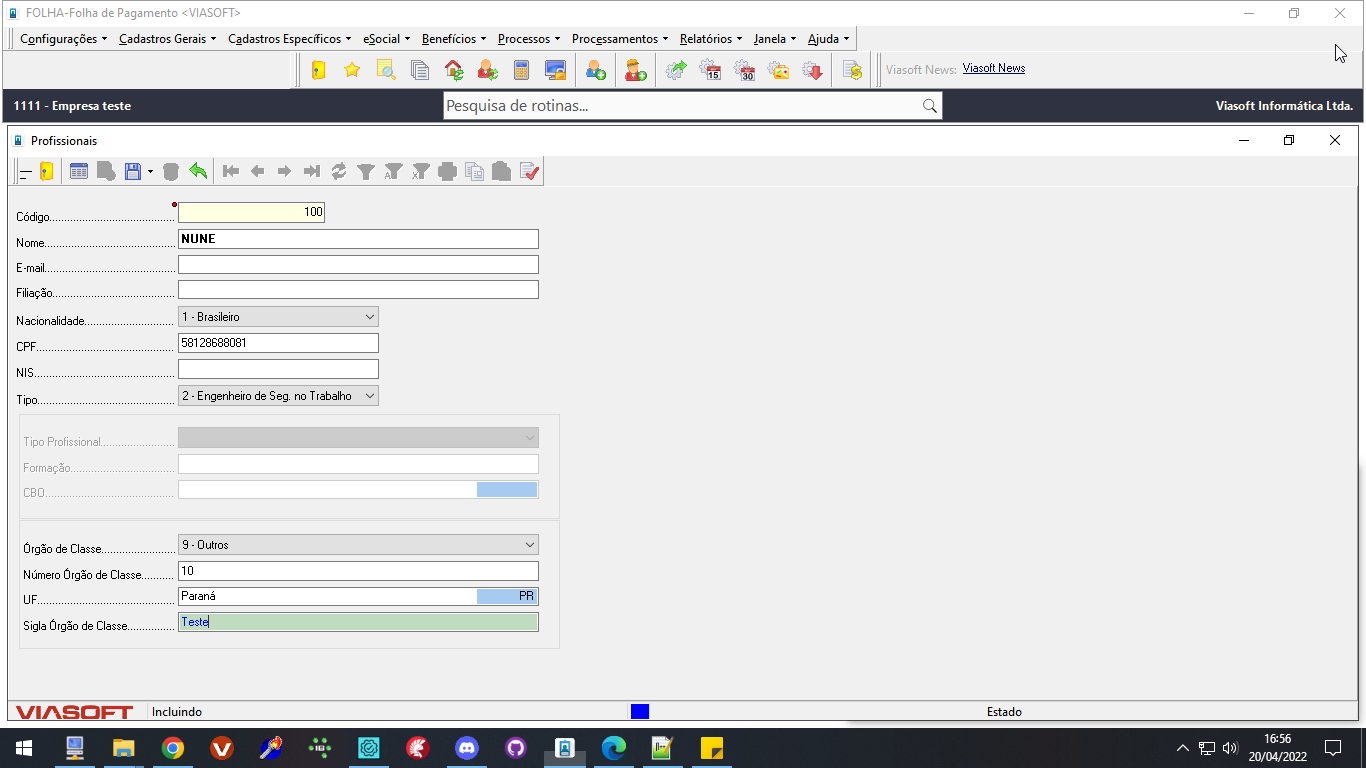 FOLHA-Folha de Pagamento <VIASOFT>
Configurações Cadastros Gerais Cadastros Específicos eSocial Benefícios Processos Processamentos Relatórios Janela Ajuda
15 30 Viasoft News: Viasoft News
1111 - Empresa teste Pesquisa de rotinas... Viasoft Informática Ltda.
Profissionais
Código 100
Nome NUNE
E-mail
Filiação
Nacionalidade 1 - Brasileiro
CPF 58128688081
NIS
Tipo 2 - Engenheiro de Seg. no Trabalho
Tipo Profissional
Formação
CBO
Órgão de Classe 9 - Outros
Número Órgão de Classe 10
UF Paraná PR
Sigla Órgão de Classe Teste
VIASOFT Incluindo Estado
16:56
20/04/2022